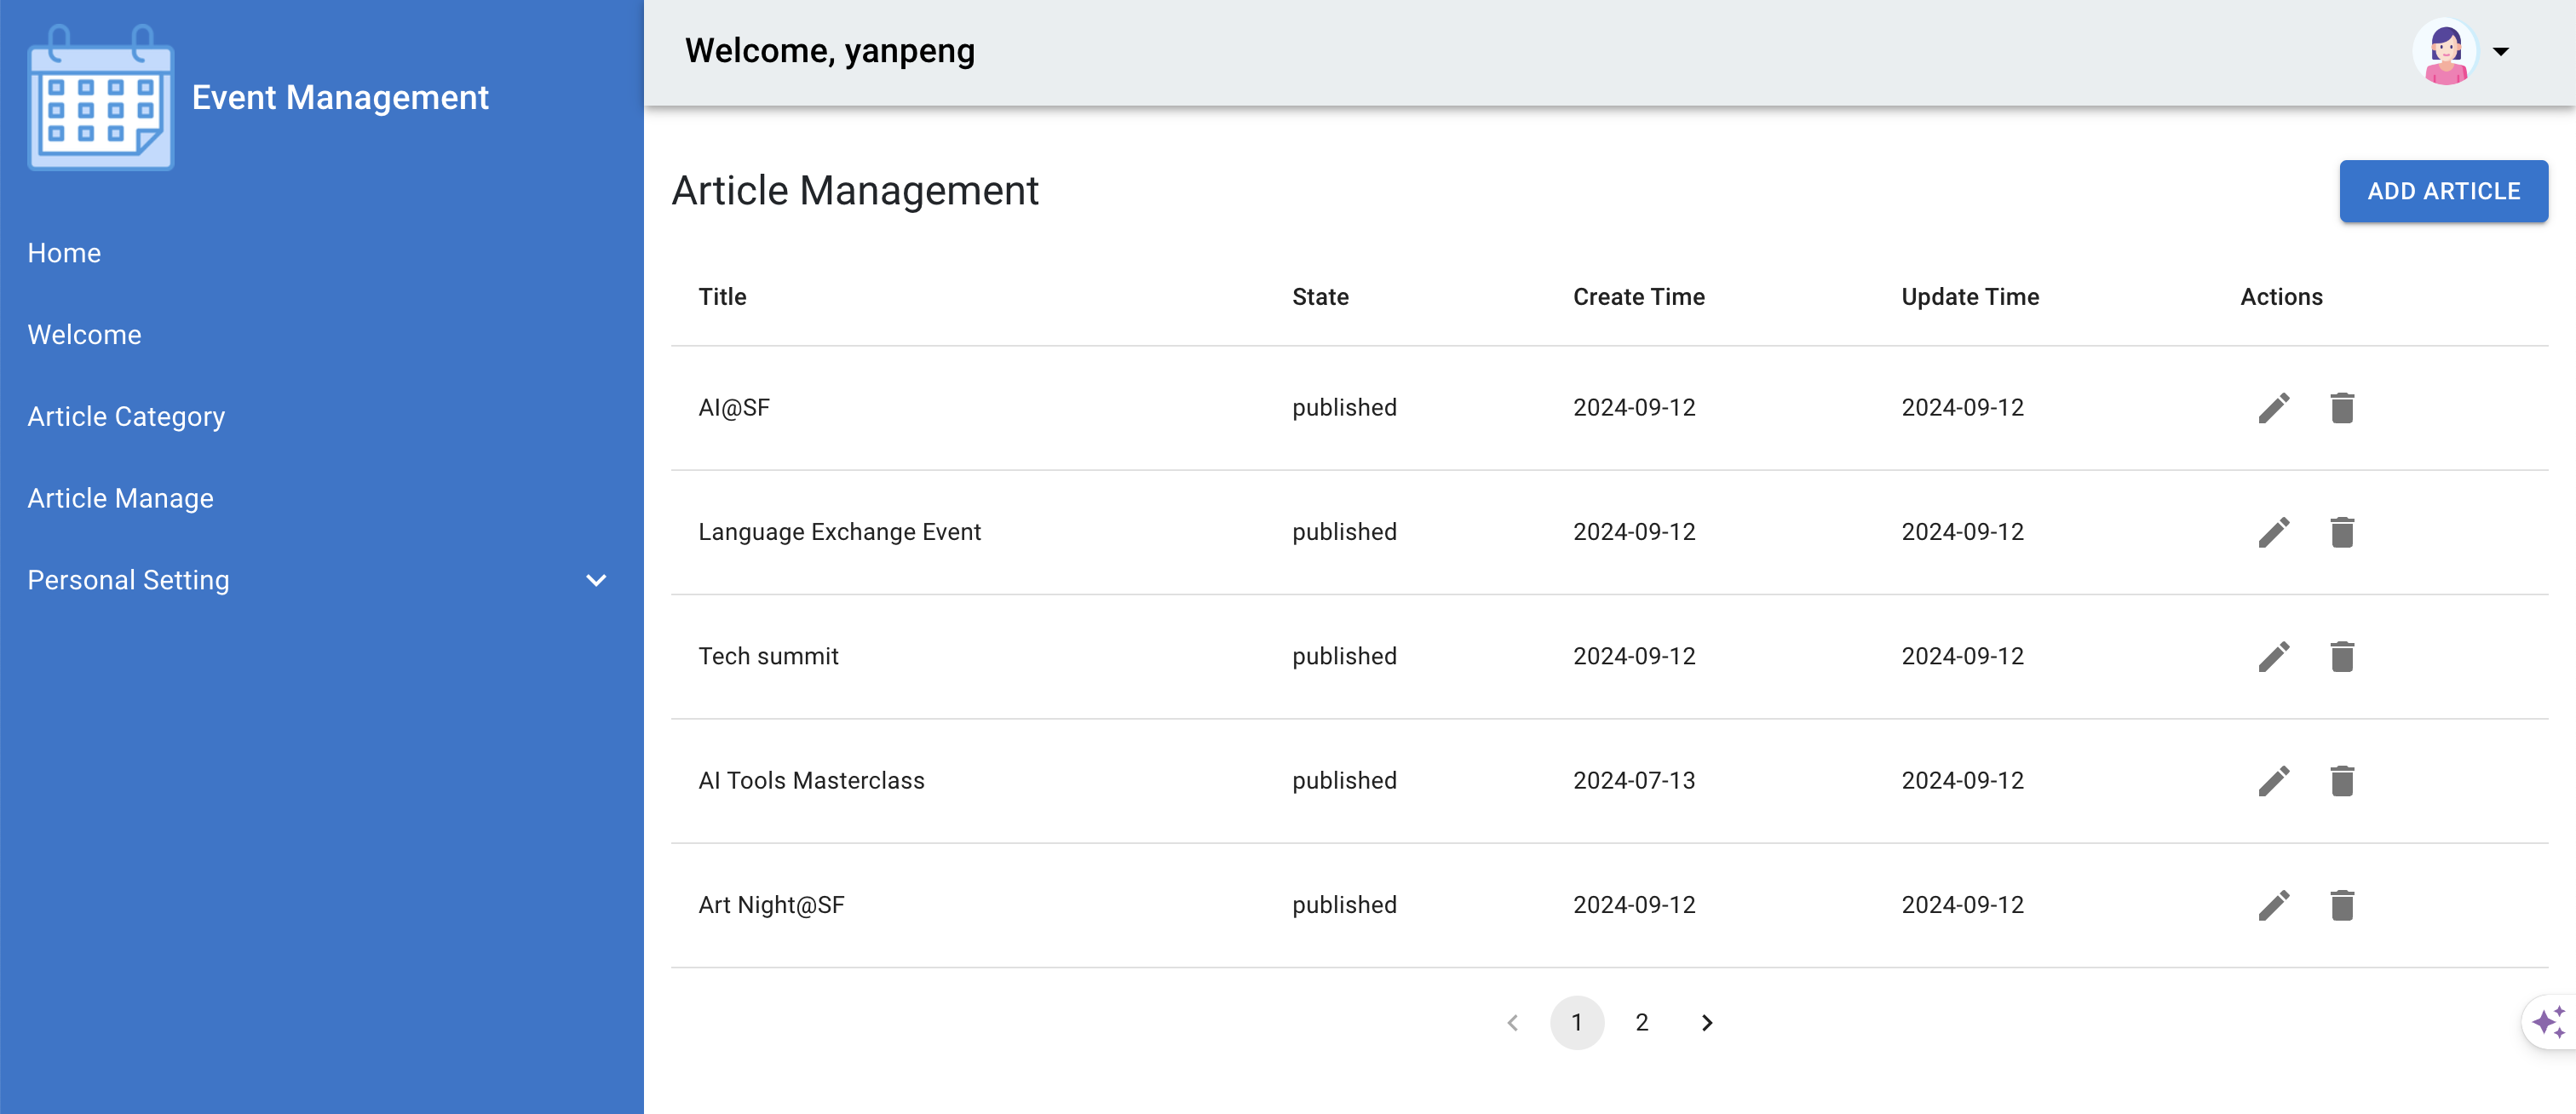 Event Management
Home
Welcome
Article Category
Article Manage
Personal Setting
Welcome, yanpeng
Article Management
ADD ARTICLE
Title State Create Time Update Time Actions
AI@SF published 2024-09-12 2024-09-12
Language Exchange Event published 2024-09-12 2024-09-12
Tech summit published 2024-09-12 2024-09-12
AI Tools Masterclass published 2024-07-13 2024-09-12
Art Night@SF published 2024-09-12 2024-09-12
1 2